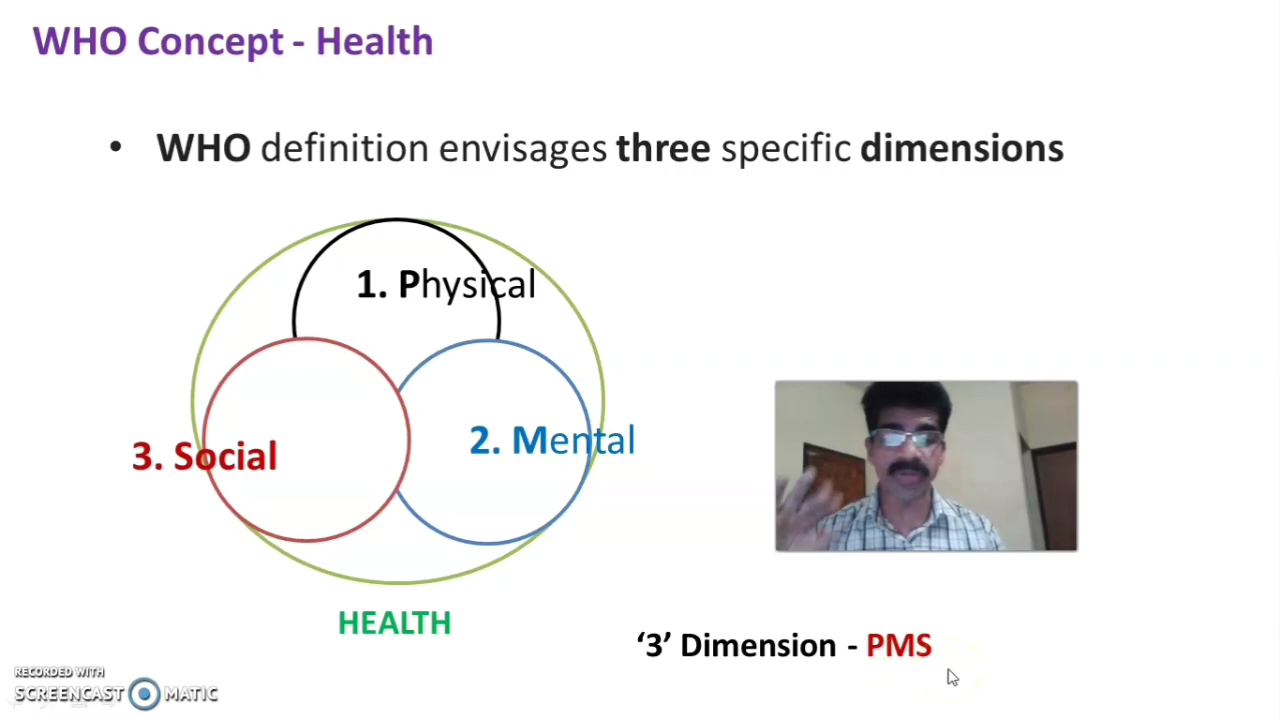 WHO Concept - Health
• WHO definition envisages three specific dimensions
1. Physical
2. Mental
3. Social
HEALTH
‘3’ Dimension - PMS
RECORDED WITH
SCREENCAST MATIC